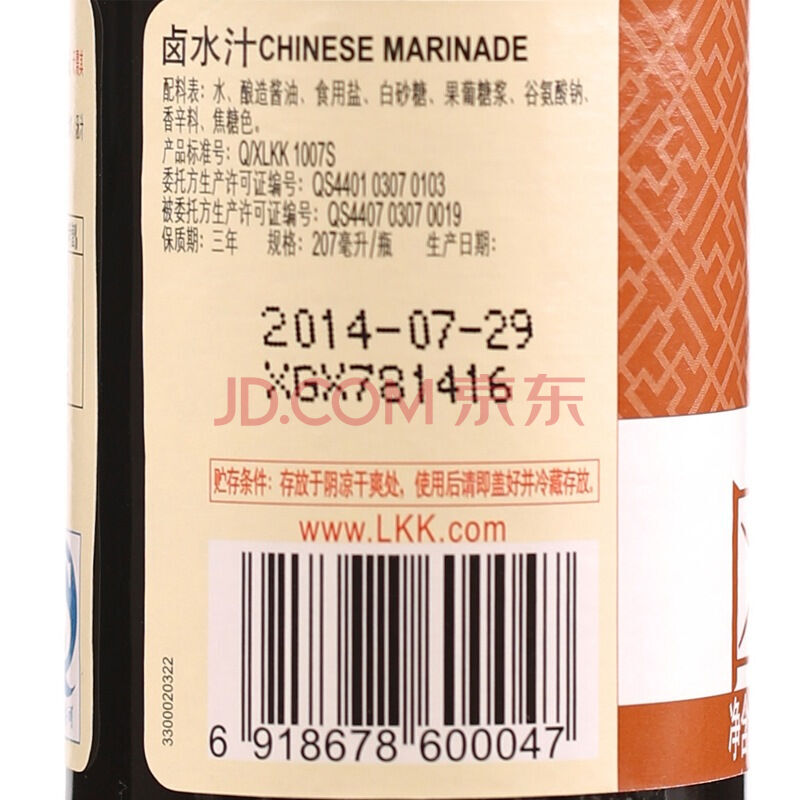 卤水汁CHINESE MARINADE
配料表：水、酿造酱油、食用盐、白砂糖、果葡糖浆、谷氨酸钠、
香辛料、焦糖色。
产品标准号：Q/XLKK 1007S
委托方生产许可证编号：QS4401 0307 0103
被委托方生产许可证编号：QS4407 0307 0019
保质期：三年 规格：207毫升/瓶 生产日期：
2014-07-29
XGX781416
JD.COM 京东
贮存条件：存放于阴凉干爽处，使用后请即盖好并冷藏存放。
www.LKK.com
3300020322
6 918678 600047
净含